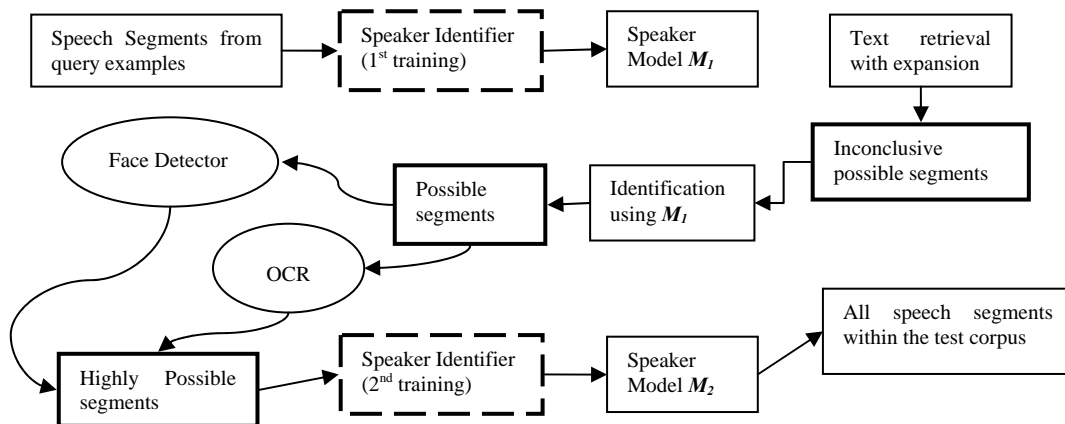 Speech Segments from
query examples
Speaker Identifier
(1st training)
Speaker
Model M1
Text retrieval
with expansion
Face Detector
Possible
segments
Identification
using M1
Inconclusive
possible segments
OCR
Highly Possible
segments
Speaker Identifier
(2nd training)
Speaker
Model M2
All speech segments
within the test corpus